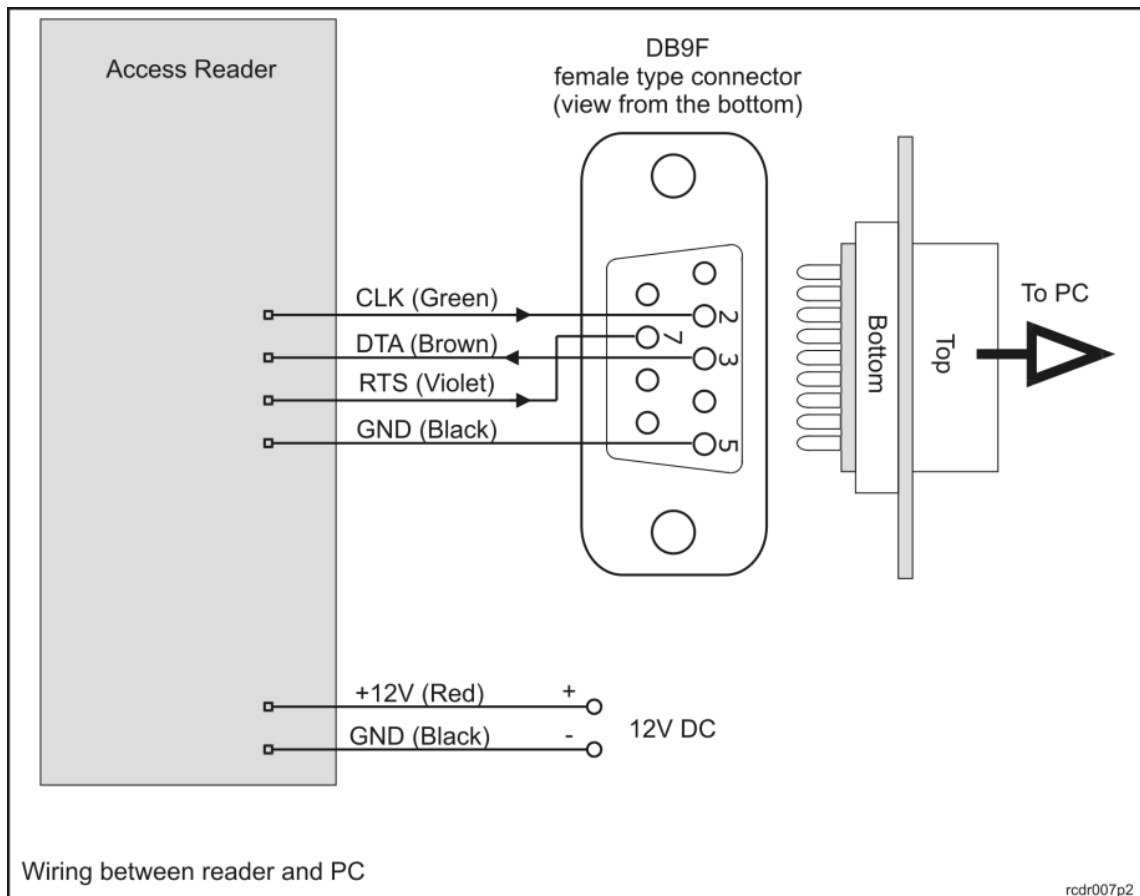 Access Reader
DB9F
female type connector
(view from the bottom)
CLK (Green)
DTA (Brown)
RTS (Violet)
GND (Black)
2
7
3
5
Bottom
Top
To PC
+12V (Red)
+
GND (Black)
-
12V DC
Wiring between reader and PC
rcdr007p2